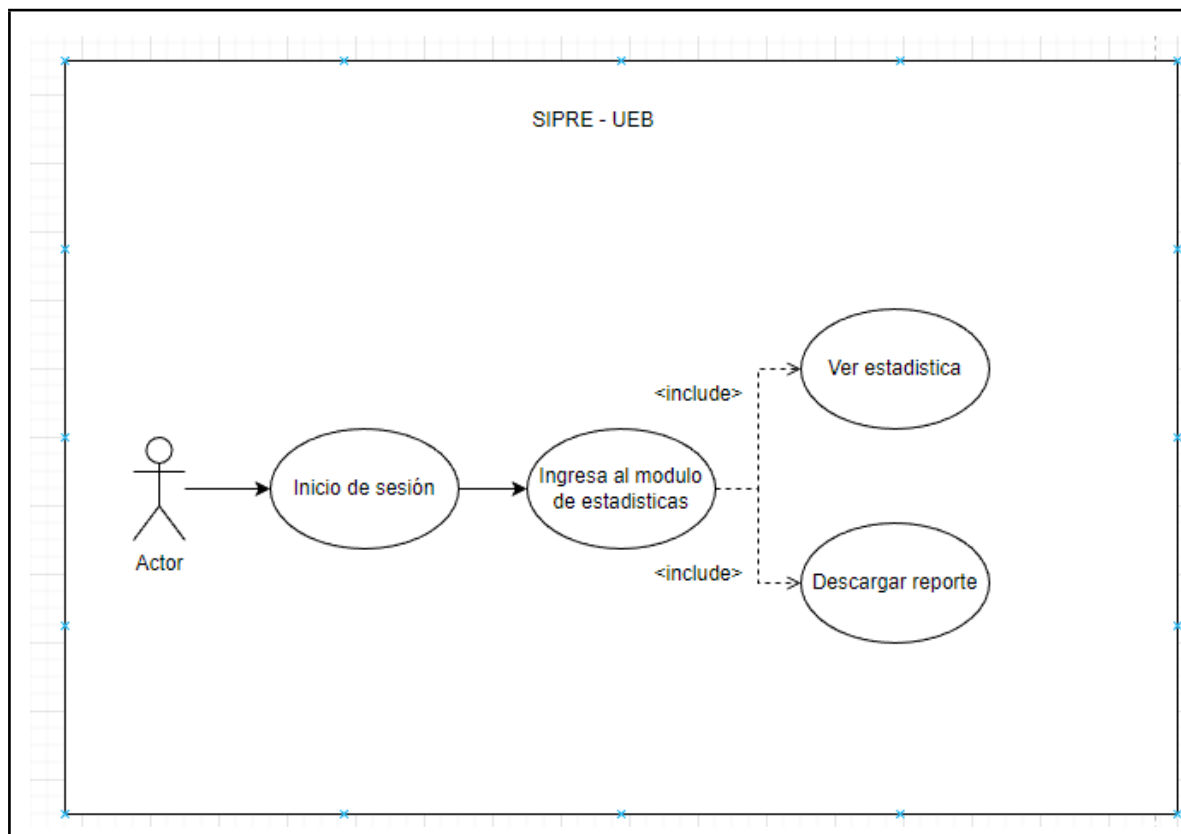 SIPRE - UEB
Ver estadistica
<include>
Inicio de sesión
Ingresa al modulo
de estadisticas
Actor
<include>
Descargar reporte